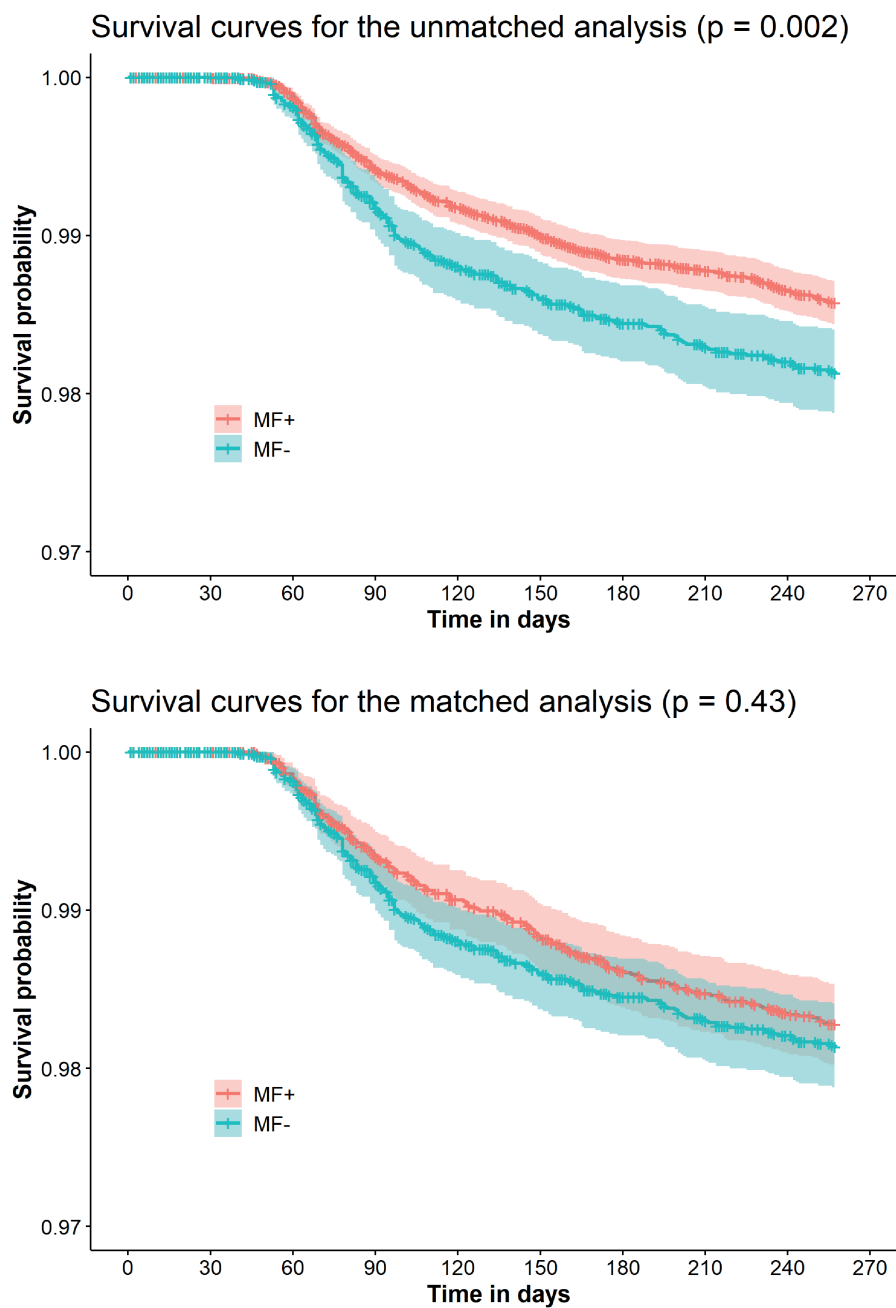 Survival curves for the unmatched analysis (p = 0.002)
Survival probability
1.00
0.99
0.98
0.97
MF+
MF-
0 30 60 90 120 150 180 210 240 270
Time in days
Survival curves for the matched analysis (p = 0.43)
Survival probability
1.00
0.99
0.98
0.97
MF+
MF-
0 30 60 90 120 150 180 210 240 270
Time in days